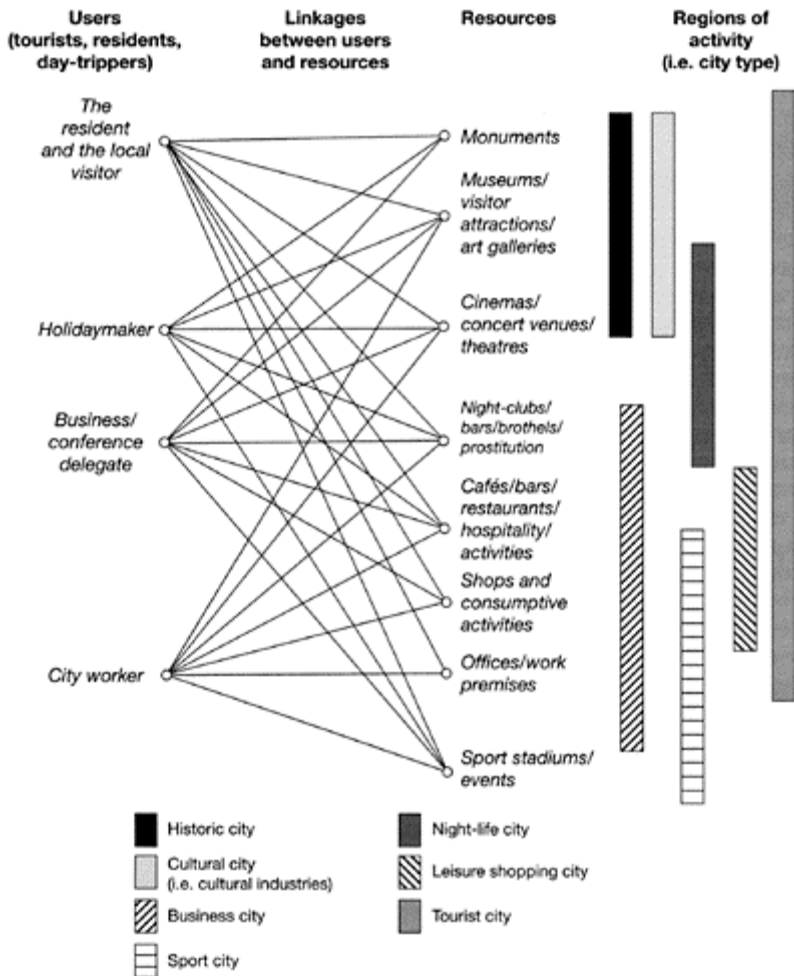 Users
(tourists, residents,
day-trippers)
Linkages
between users
and resources
Resources
Regions of
activity
(i.e. city type)
The
resident
and the local
visitor
Holidaymaker
Business/
conference
delegate
City worker
Monuments
Museums/
visitor
attractions/
art galleries
Cinemas/
concert venues/
theatres
Night-clubs/
bars/brothels/
prostitution
Cafés/bars/
restaurants/
hospitality/
activities
Shops and
consumptive
activities
Offices/work
premises
Sport stadiums/
events
Historic city
Cultural city
(i.e. cultural industries)
Business city
Sport city
Night-life city
Leisure shopping city
Tourist city